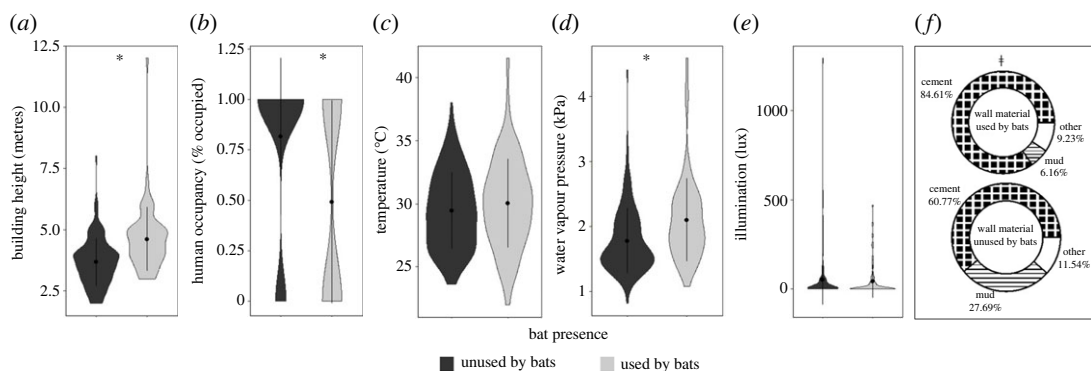 (a)
(b)
(c)
(d)
(e)
(f)
building height (metres)
12.5
10.0
7.5
5.0
2.5
*
human occupancy (% occupied)
1.25
1.00
0.75
0.50
0.25
0
*
temperature (°C)
40
35
30
25
water vapour pressure (kPa)
5
4
3
2
1
*
illumination (lux)
1000
500
0
ǂ
cement
84.61%
wall material
used by bats
other
9.23%
mud
6.16%
cement
60.77%
wall material
unused by bats
other
11.54%
mud
27.69%
bat presence
unused by bats
used by bats